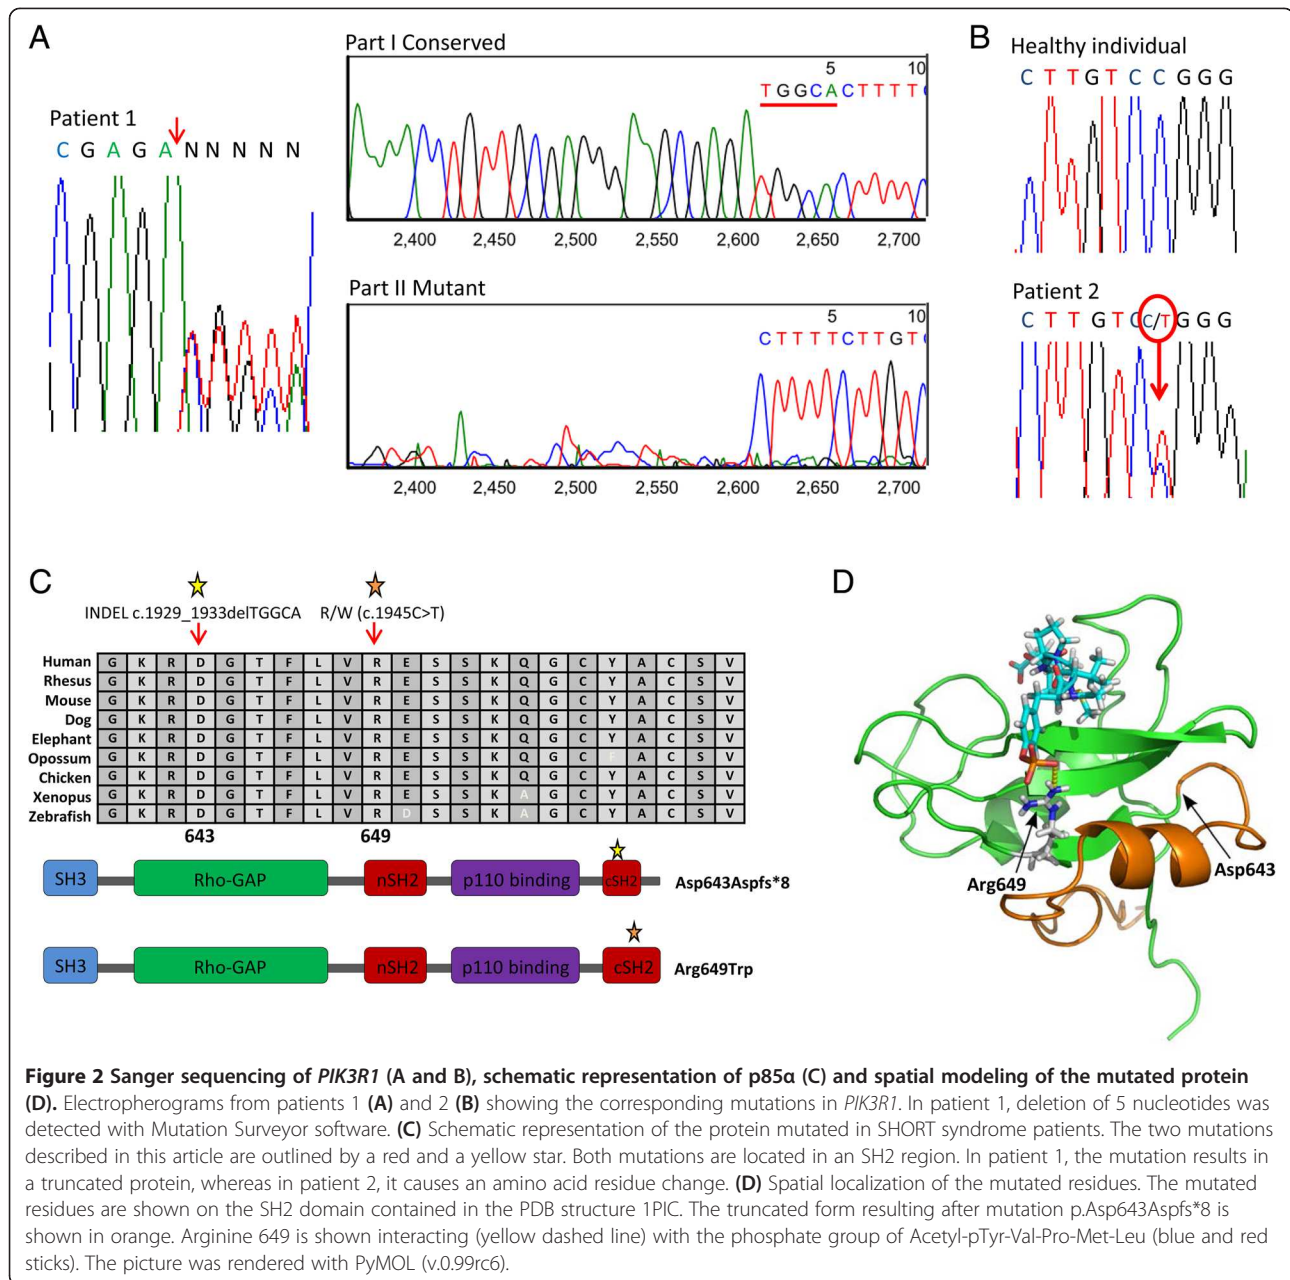 A
Patient 1
C G A G A N N N N N
Part I Conserved
5 10
T G G C A C T T T T
2,400 2,450 2,500 2,550 2,600 2,650 2,700
Part II Mutant
5 10
C T T T T C T T G T
2,400 2,450 2,500 2,550 2,600 2,650 2,700
B
Healthy individual
C T T G T C C G G G
Patient 2
C T T G T C C/T G G G
C
INDEL c.1929_1933delTGGCA R/W (c.1945C>T)
Human G K R D G T F L V R E S S K Q G C Y A C S V
Rhesus G K R D G T F L V R E S S K Q G C Y A C S V
Mouse G K R D G T F L V R E S S K Q G C Y A C S V
Dog G K R D G T F L V R E S S K Q G C Y A C S V
Elephant G K R D G T F L V R E S S K Q G C Y A C S V
Opossum G K R D G T F L V R E S S K Q G C F A C S V
Chicken G K R D G T F L V R E S S K Q G C Y A C S V
Xenopus G K R D G T F L V R E S S K A G C Y A C S V
Zebrafish G K R D G T F L V R D S S K A G C Y A C S V
643 649
SH3 Rho-GAP nSH2 p110 binding cSH2 Asp643Aspfs*8
SH3 Rho-GAP nSH2 p110 binding cSH2 Arg649Trp
D
Arg649
Asp643
Figure 2 Sanger sequencing of PIK3R1 (A and B), schematic representation of p85α (C) and spatial modeling of the mutated protein
(D). Electropherograms from patients 1 (A) and 2 (B) showing the corresponding mutations in PIK3R1. In patient 1, deletion of 5 nucleotides was
detected with Mutation Surveyor software. (C) Schematic representation of the protein mutated in SHORT syndrome patients. The two mutations
described in this article are outlined by a red and a yellow star. Both mutations are located in an SH2 region. In patient 1, the mutation results in
a truncated protein, whereas in patient 2, it causes an amino acid residue change. (D) Spatial localization of the mutated residues. The mutated
residues are shown on the SH2 domain contained in the PDB structure 1PIC. The truncated form resulting after mutation p.Asp643Aspfs*8 is
shown in orange. Arginine 649 is shown interacting (yellow dashed line) with the phosphate group of Acetyl-pTyr-Val-Pro-Met-Leu (blue and red
sticks). The picture was rendered with PyMOL (v.0.99rc6).